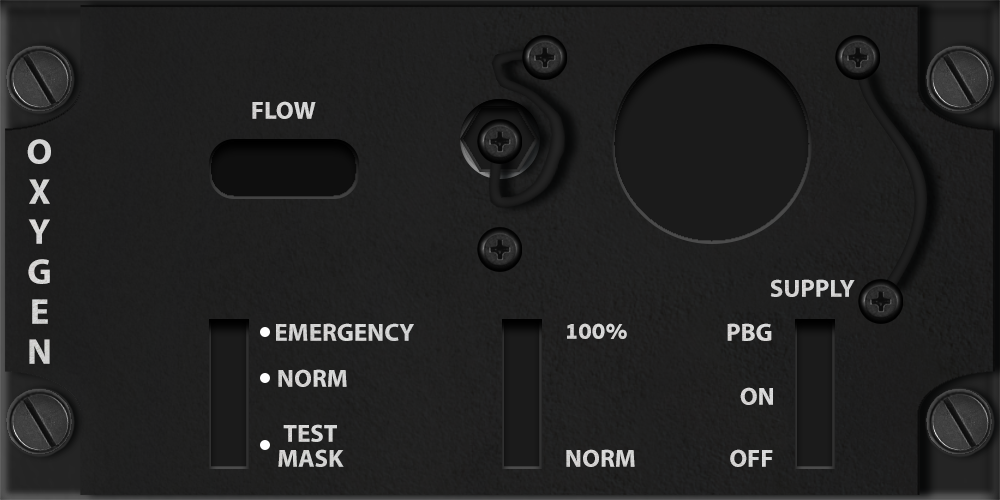 OXYGEN
FLOW
SUPPLY
EMERGENCY
NORM
TEST
MASK
100%
NORM
PBG
ON
OFF